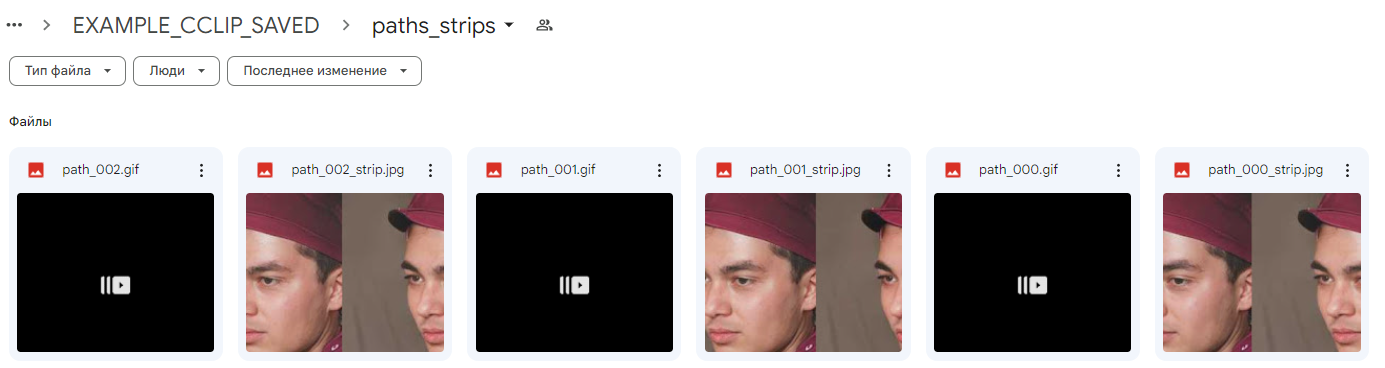 EXAMPLE_CCLIP_SAVED paths_strips
Тип файла Люди Последнее изменение
Файлы
path_002.gif path_002_strip.jpg path_001.gif path_001_strip.jpg path_000.gif path_000_strip.jpg